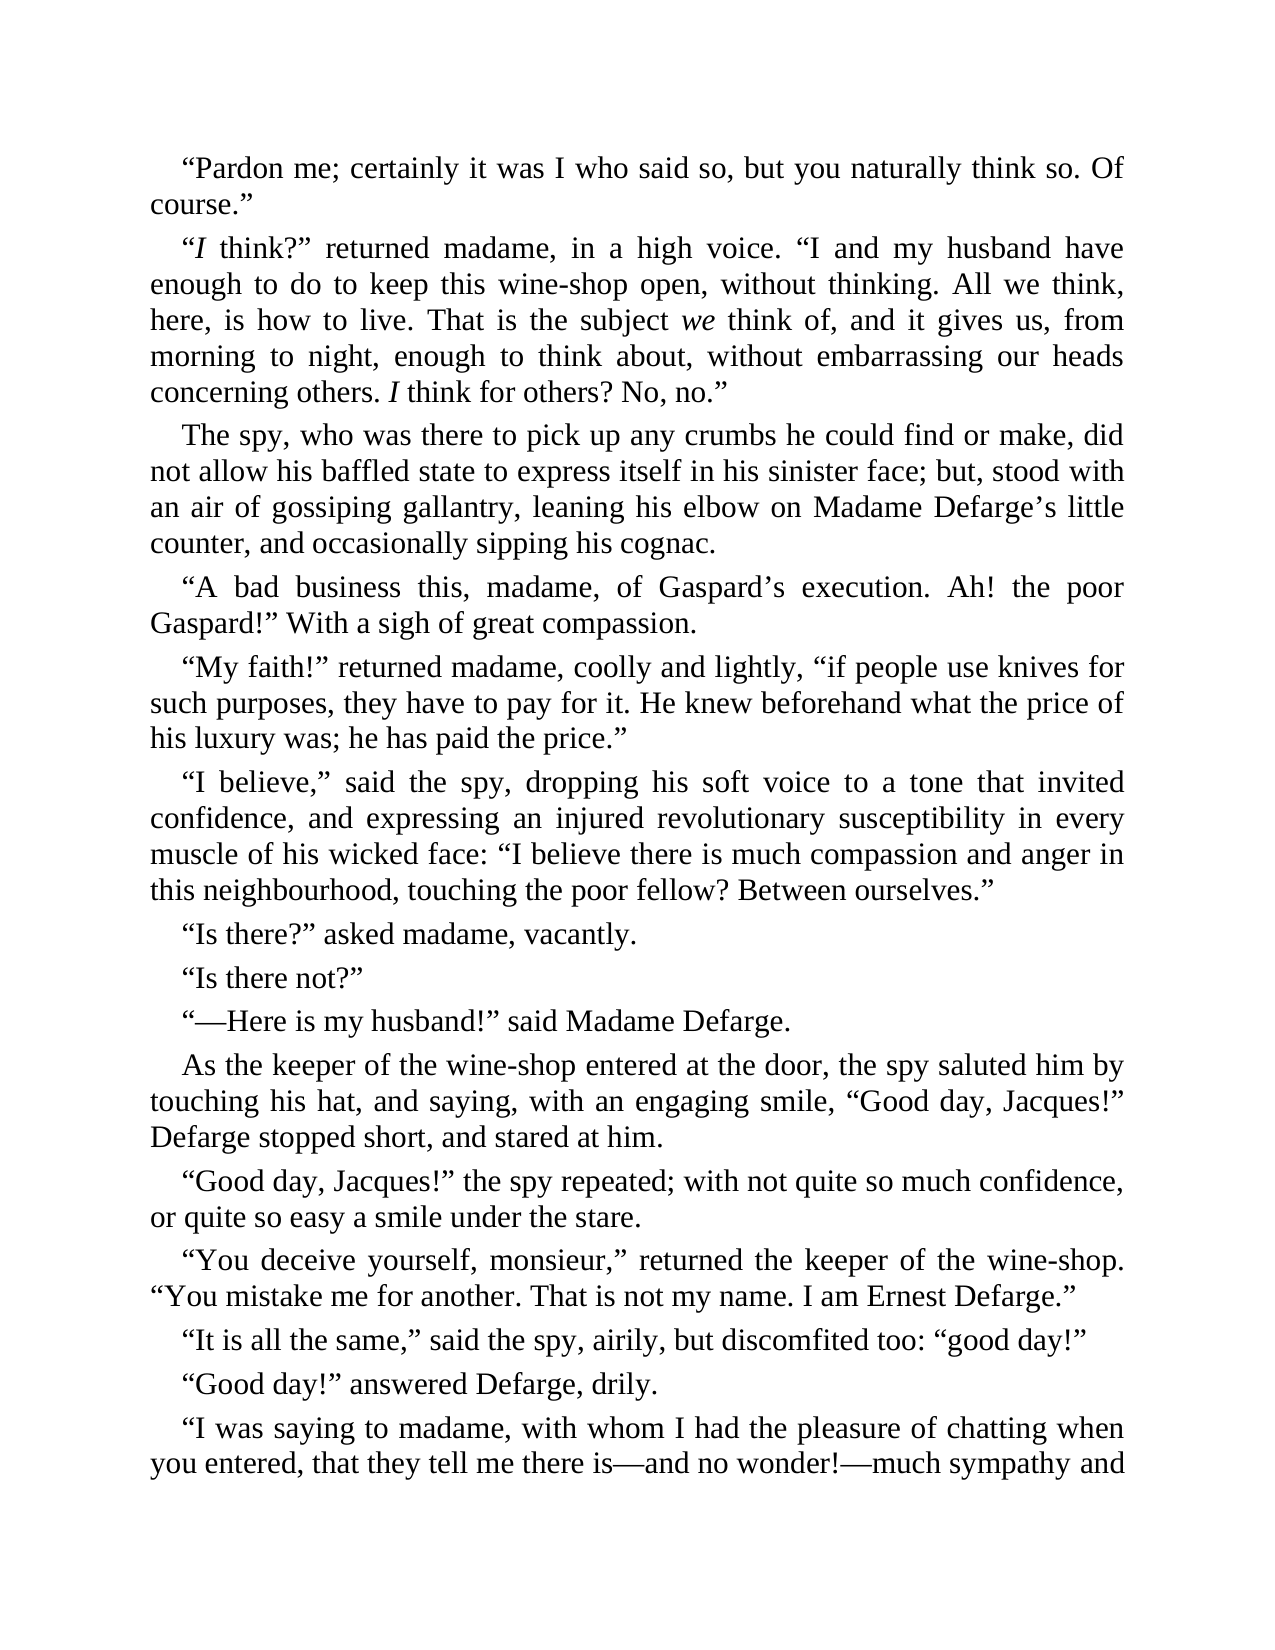 “Pardon me; certainly it was I who said so, but you naturally think so. Of
course.”
“I think?” returned madame, in a high voice. “I and my husband have
enough to do to keep this wine-shop open, without thinking. All we think,
here, is how to live. That is the subject we think of, and it gives us, from
morning to night, enough to think about, without embarrassing our heads
concerning others. I think for others? No, no.”
The spy, who was there to pick up any crumbs he could find or make, did
not allow his baffled state to express itself in his sinister face; but, stood with
an air of gossiping gallantry, leaning his elbow on Madame Defarge’s little
counter, and occasionally sipping his cognac.
“A bad business this, madame, of Gaspard’s execution. Ah! the poor
Gaspard!” With a sigh of great compassion.
“My faith!” returned madame, coolly and lightly, “if people use knives for
such purposes, they have to pay for it. He knew beforehand what the price of
his luxury was; he has paid the price.”
“I believe,” said the spy, dropping his soft voice to a tone that invited
confidence, and expressing an injured revolutionary susceptibility in every
muscle of his wicked face: “I believe there is much compassion and anger in
this neighbourhood, touching the poor fellow? Between ourselves.”
“Is there?” asked madame, vacantly.
“Is there not?”
“—Here is my husband!” said Madame Defarge.
As the keeper of the wine-shop entered at the door, the spy saluted him by
touching his hat, and saying, with an engaging smile, “Good day, Jacques!”
Defarge stopped short, and stared at him.
“Good day, Jacques!” the spy repeated; with not quite so much confidence,
or quite so easy a smile under the stare.
“You deceive yourself, monsieur,” returned the keeper of the wine-shop.
“You mistake me for another. That is not my name. I am Ernest Defarge.”
“It is all the same,” said the spy, airily, but discomfited too: “good day!”
“Good day!” answered Defarge, drily.
“I was saying to madame, with whom I had the pleasure of chatting when
you entered, that they tell me there is—and no wonder!—much sympathy and